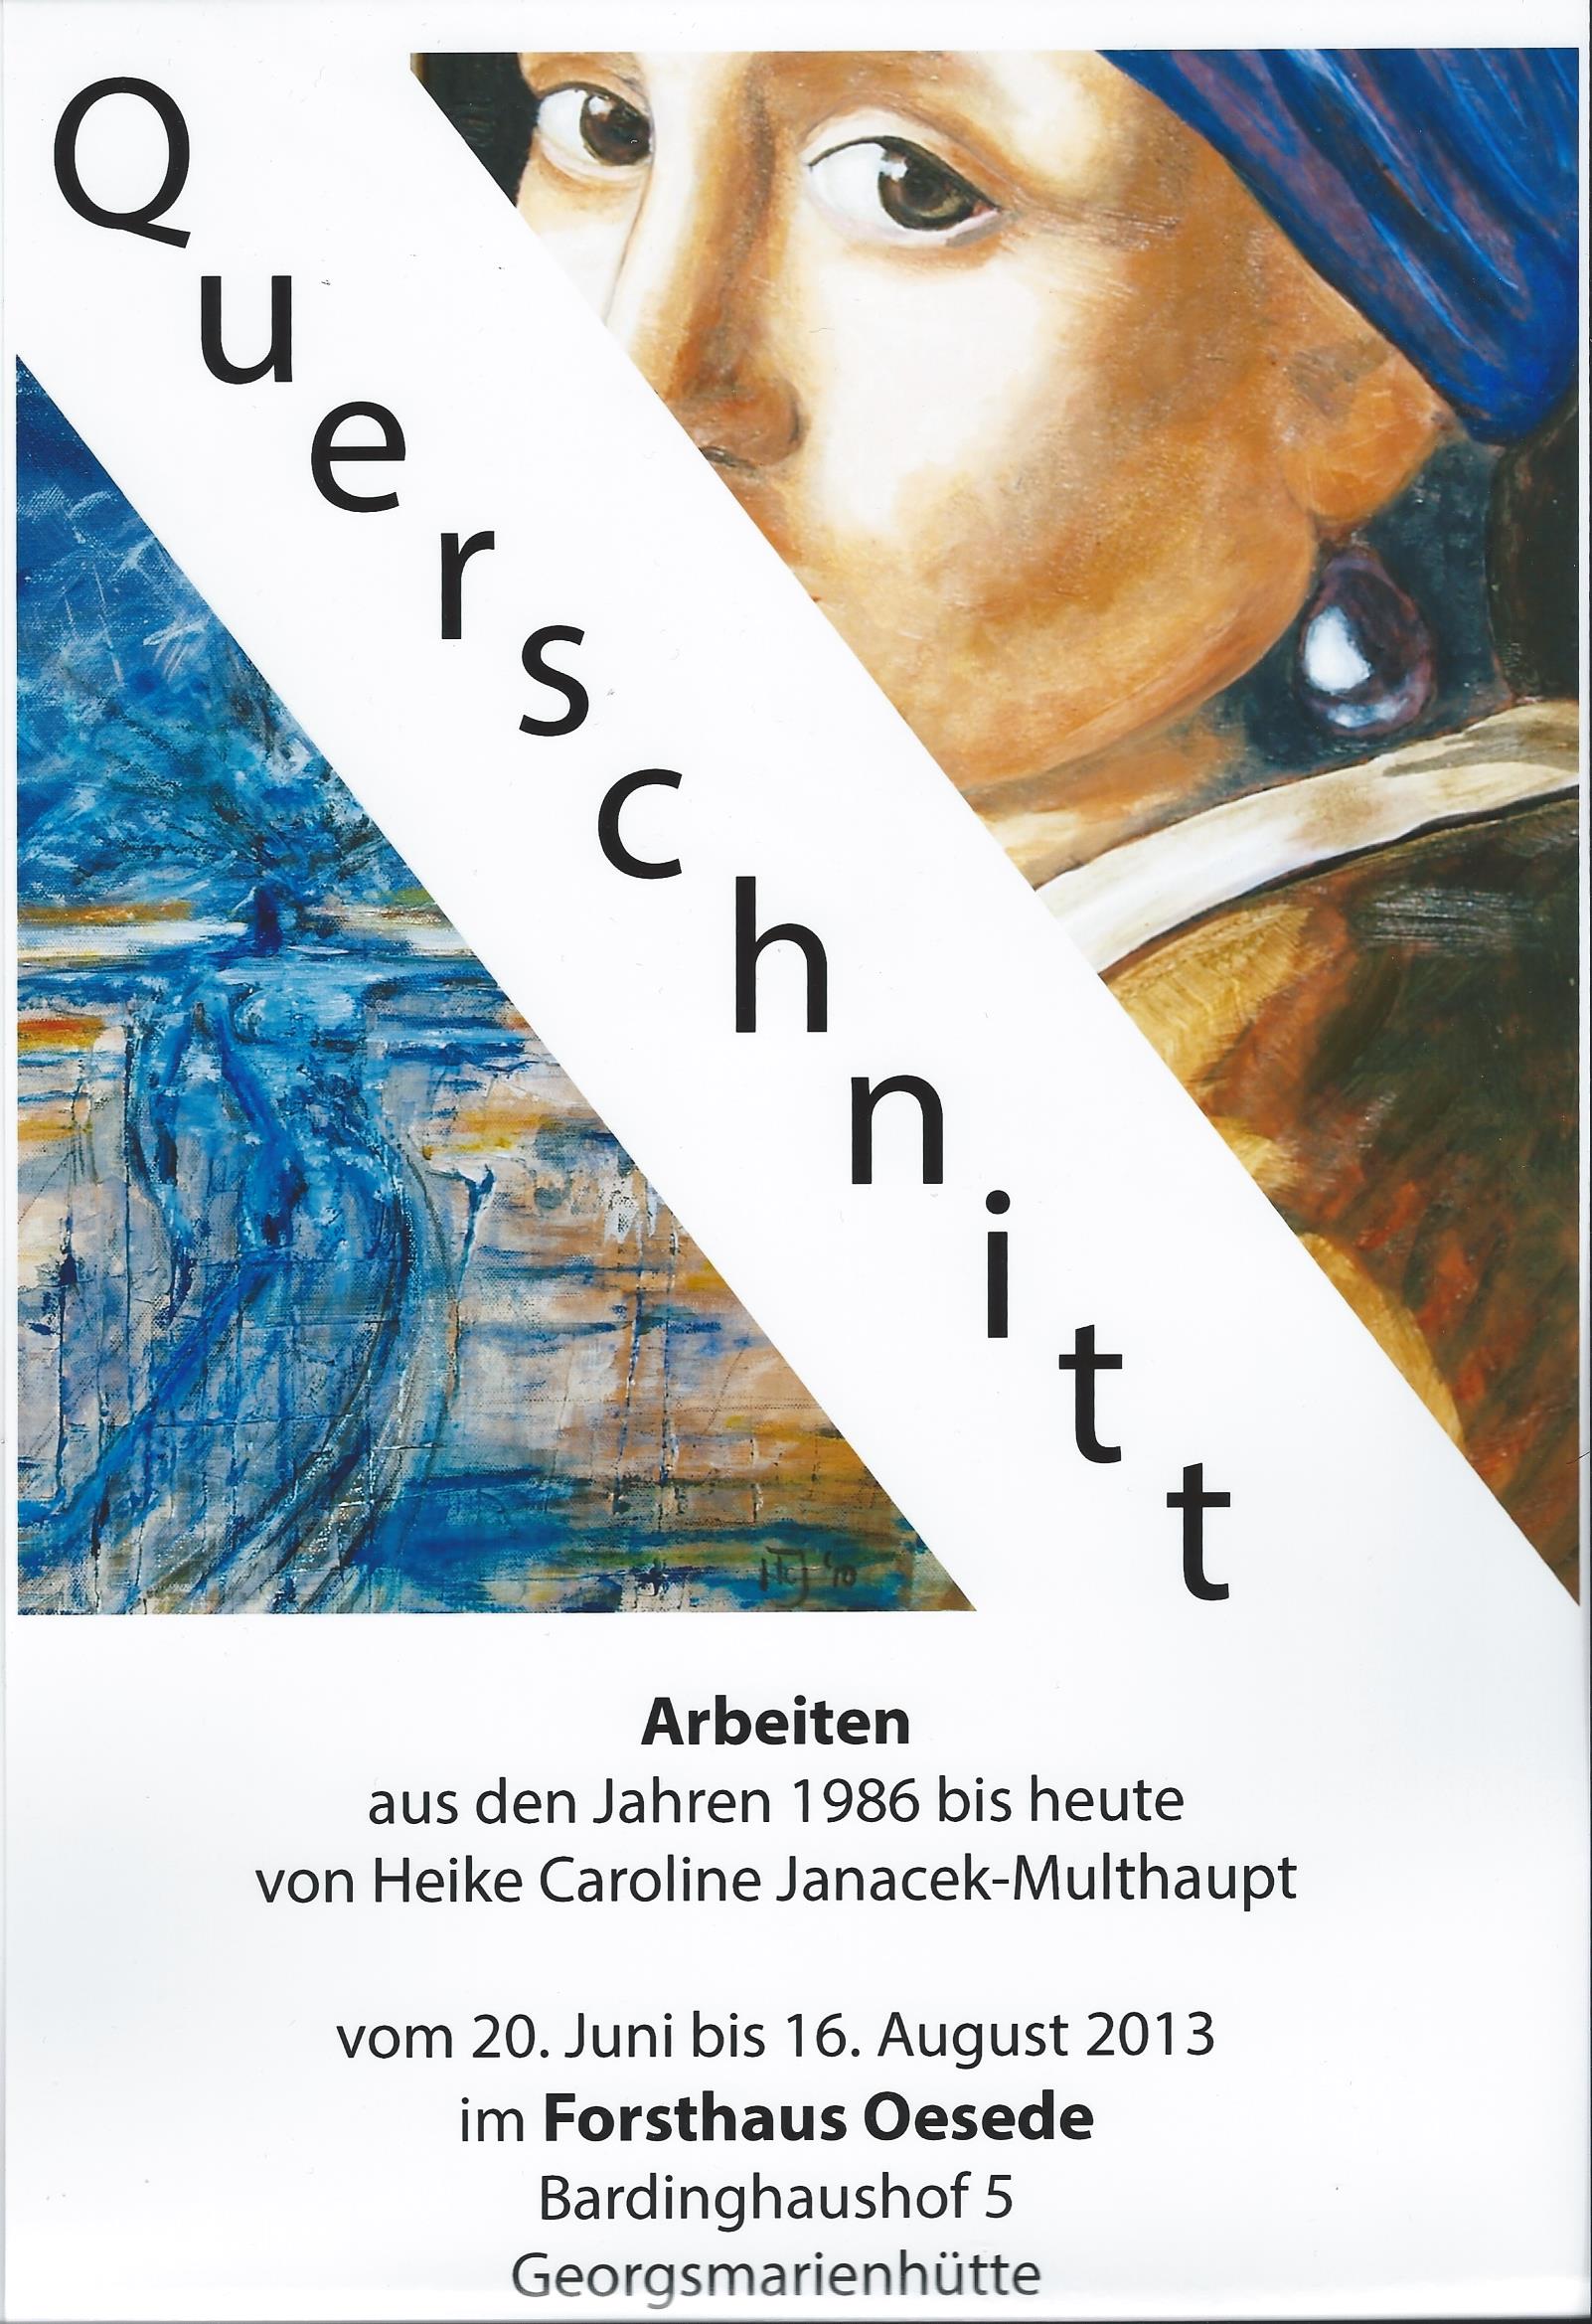 Querschnitt
Arbeiten
aus den Jahren 1986 bis heute
von Heike Caroline Janacek-Multhaupt
vom 20. Juni bis 16. August 2013
im Forsthaus Oesede
Bardinghaushof 5
Georgsmarienhütte